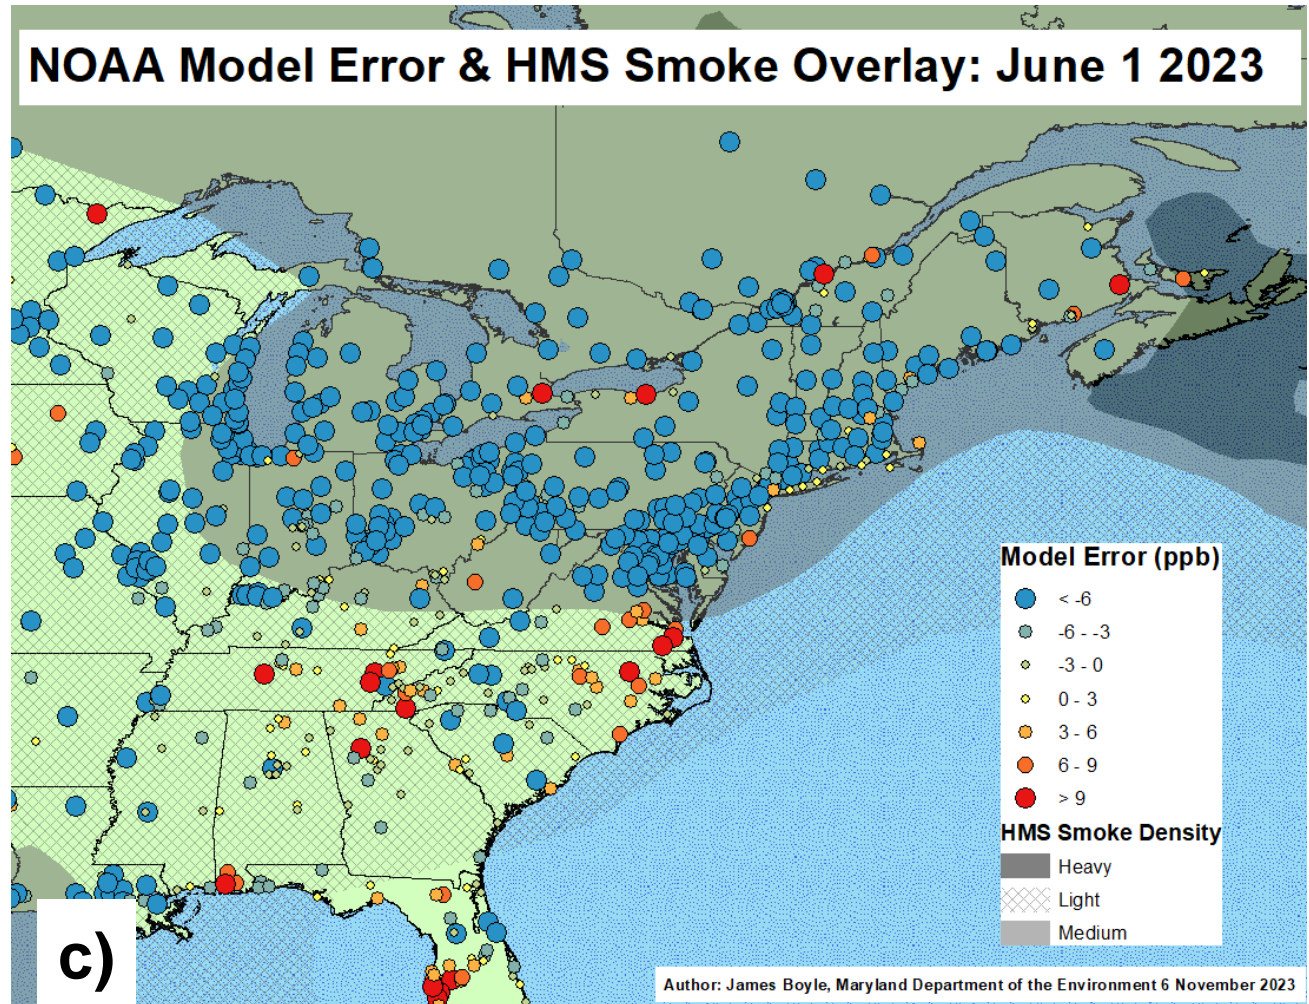 NOAA Model Error & HMS Smoke Overlay: June 1 2023
Model Error (ppb)
< -6
-6 - -3
-3 - 0
0 - 3
3 - 6
6 - 9
> 9
HMS Smoke Density
Heavy
Light
Medium
c)
Author: James Boyle, Maryland Department of the Environment 6 November 2023